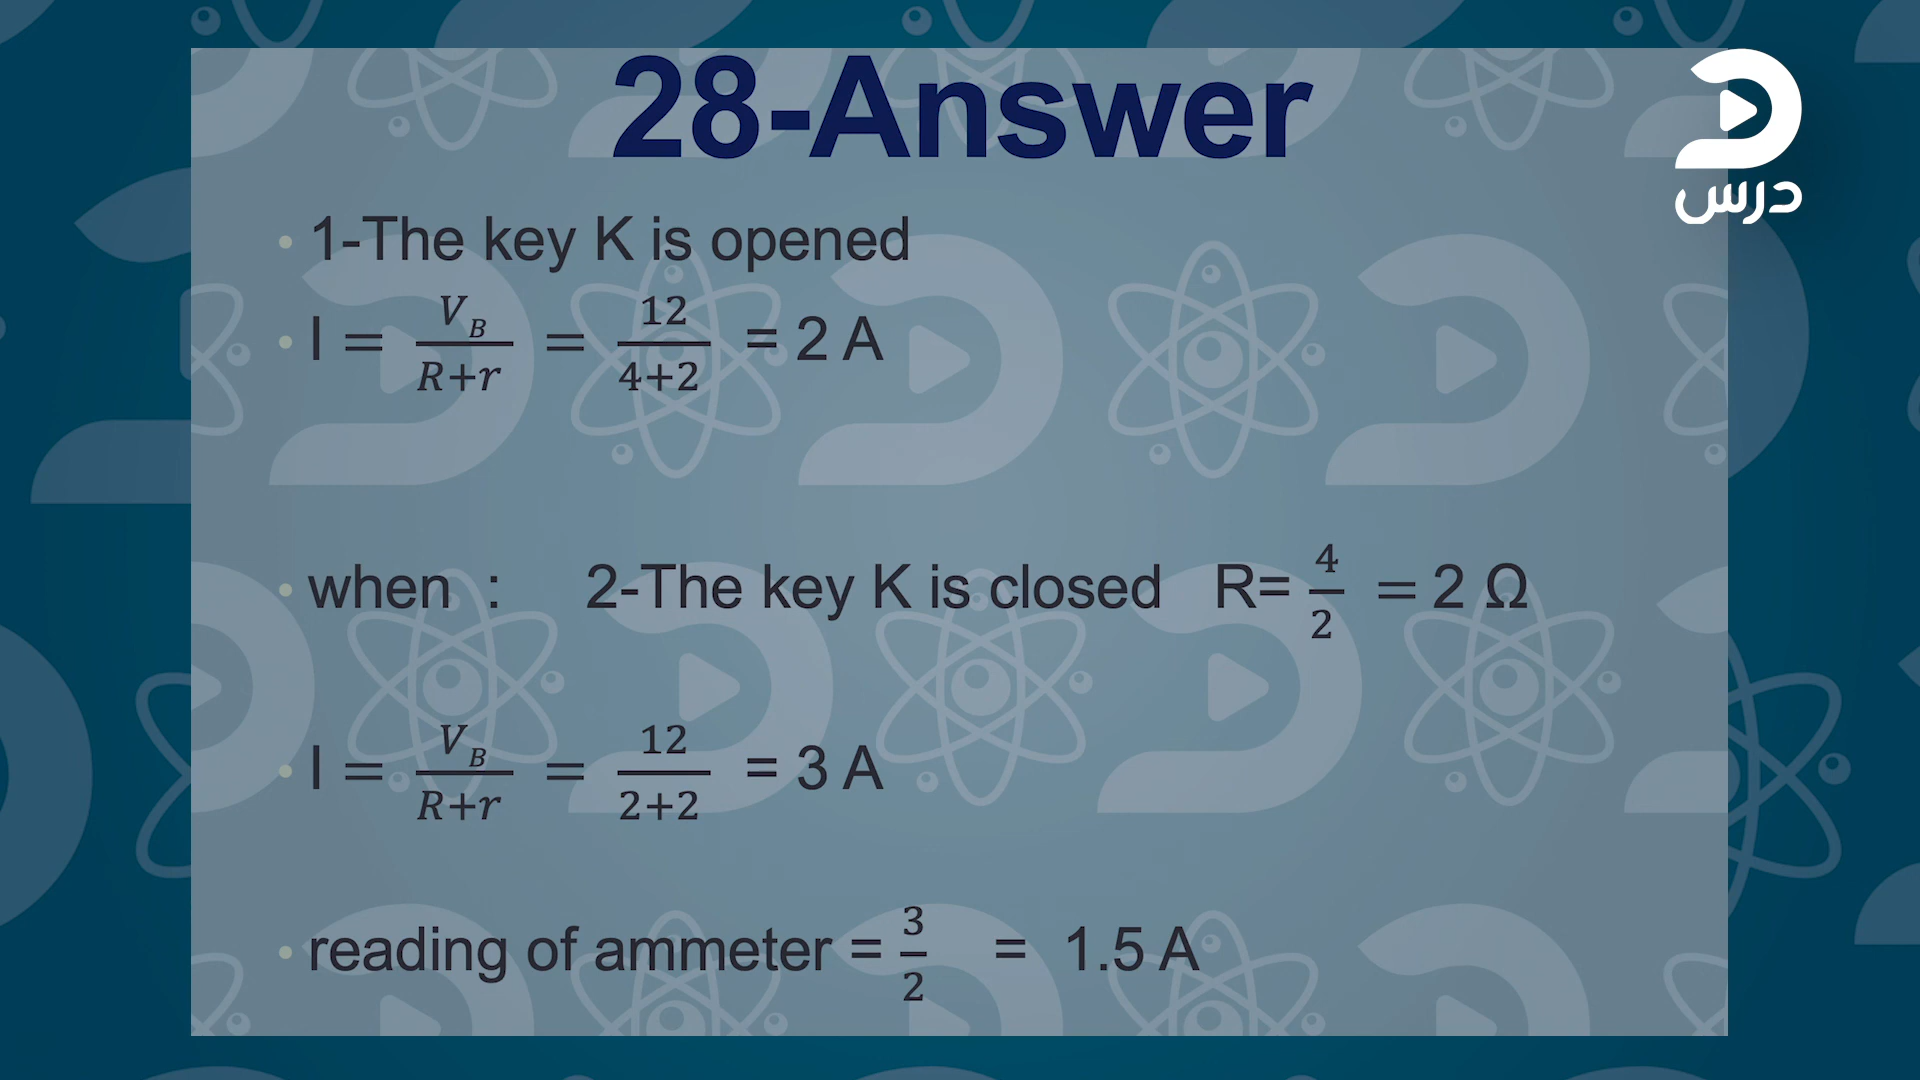 28-Answer
درس
• 1-The key K is opened
• I = V_B/R+r = 12/4+2 = 2 A
• when : 2-The key K is closed R= 4/2 = 2 Ω
• I = V_B/R+r = 12/2+2 = 3 A
• reading of ammeter = 3/2 = 1.5 A